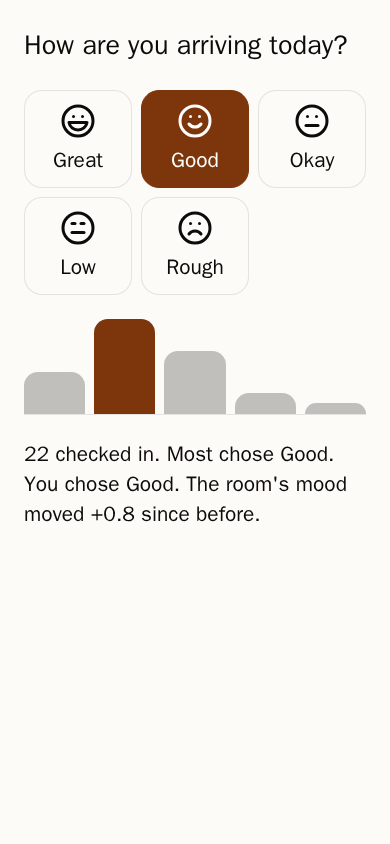 How are you arriving today?
Great
Good
Okay
Low
Rough
22 checked in. Most chose Good.
You chose Good. The room's mood
moved +0.8 since before.